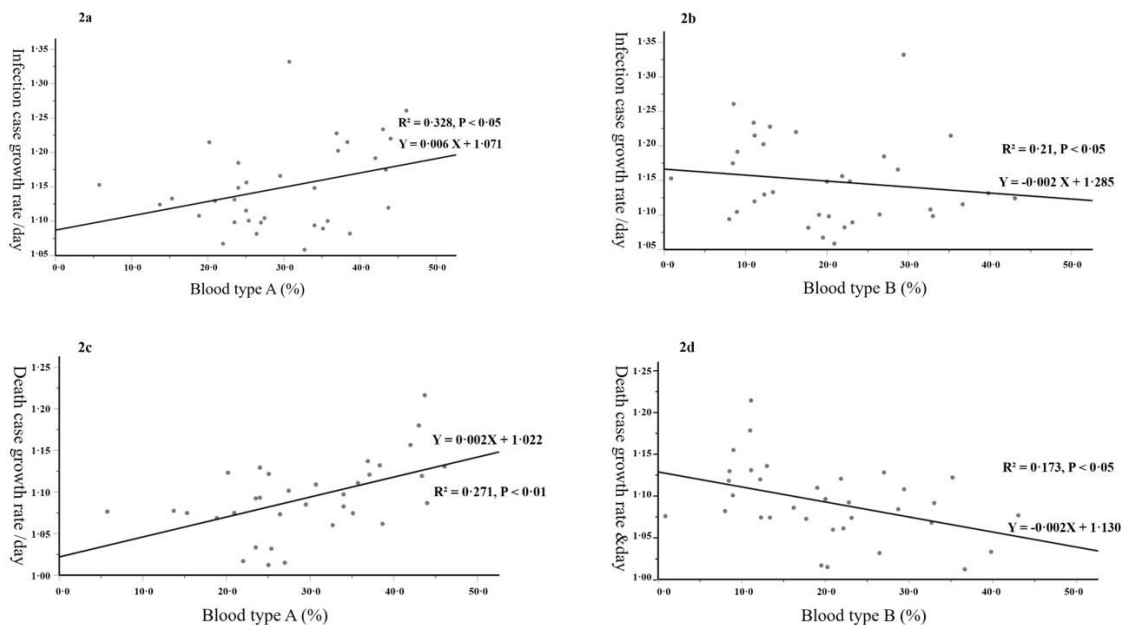 2a
Infection case growth rate /day
1·35
1·30
1·25
1·20
1·15
1·10
1·05
R² = 0·328, P < 0·05
Y = 0·006 X + 1·071
0·0 10·0 20·0 30·0 40·0 50·0
Blood type A (%)
2b
Infection case growth rate /day
1·35
1·30
1·25
1·20
1·15
1·10
1·05
R² = 0·21, P < 0·05
Y = -0·002 X + 1·285
0·0 10·0 20·0 30·0 40·0 50·0
Blood type B (%)
2c
Death case growth rate /day
1·25
1·20
1·15
1·10
1·05
1·00
Y = 0·002X + 1·022
R² = 0·271, P < 0·01
0·0 10·0 20·0 30·0 40·0 50·0
Blood type A (%)
2d
Death case growth rate &day
1·25
1·20
1·15
1·10
1·05
1·00
R² = 0·173, P < 0·05
Y = -0·002X + 1·130
0·0 10·0 20·0 30·0 40·0 50·0
Blood type B (%)